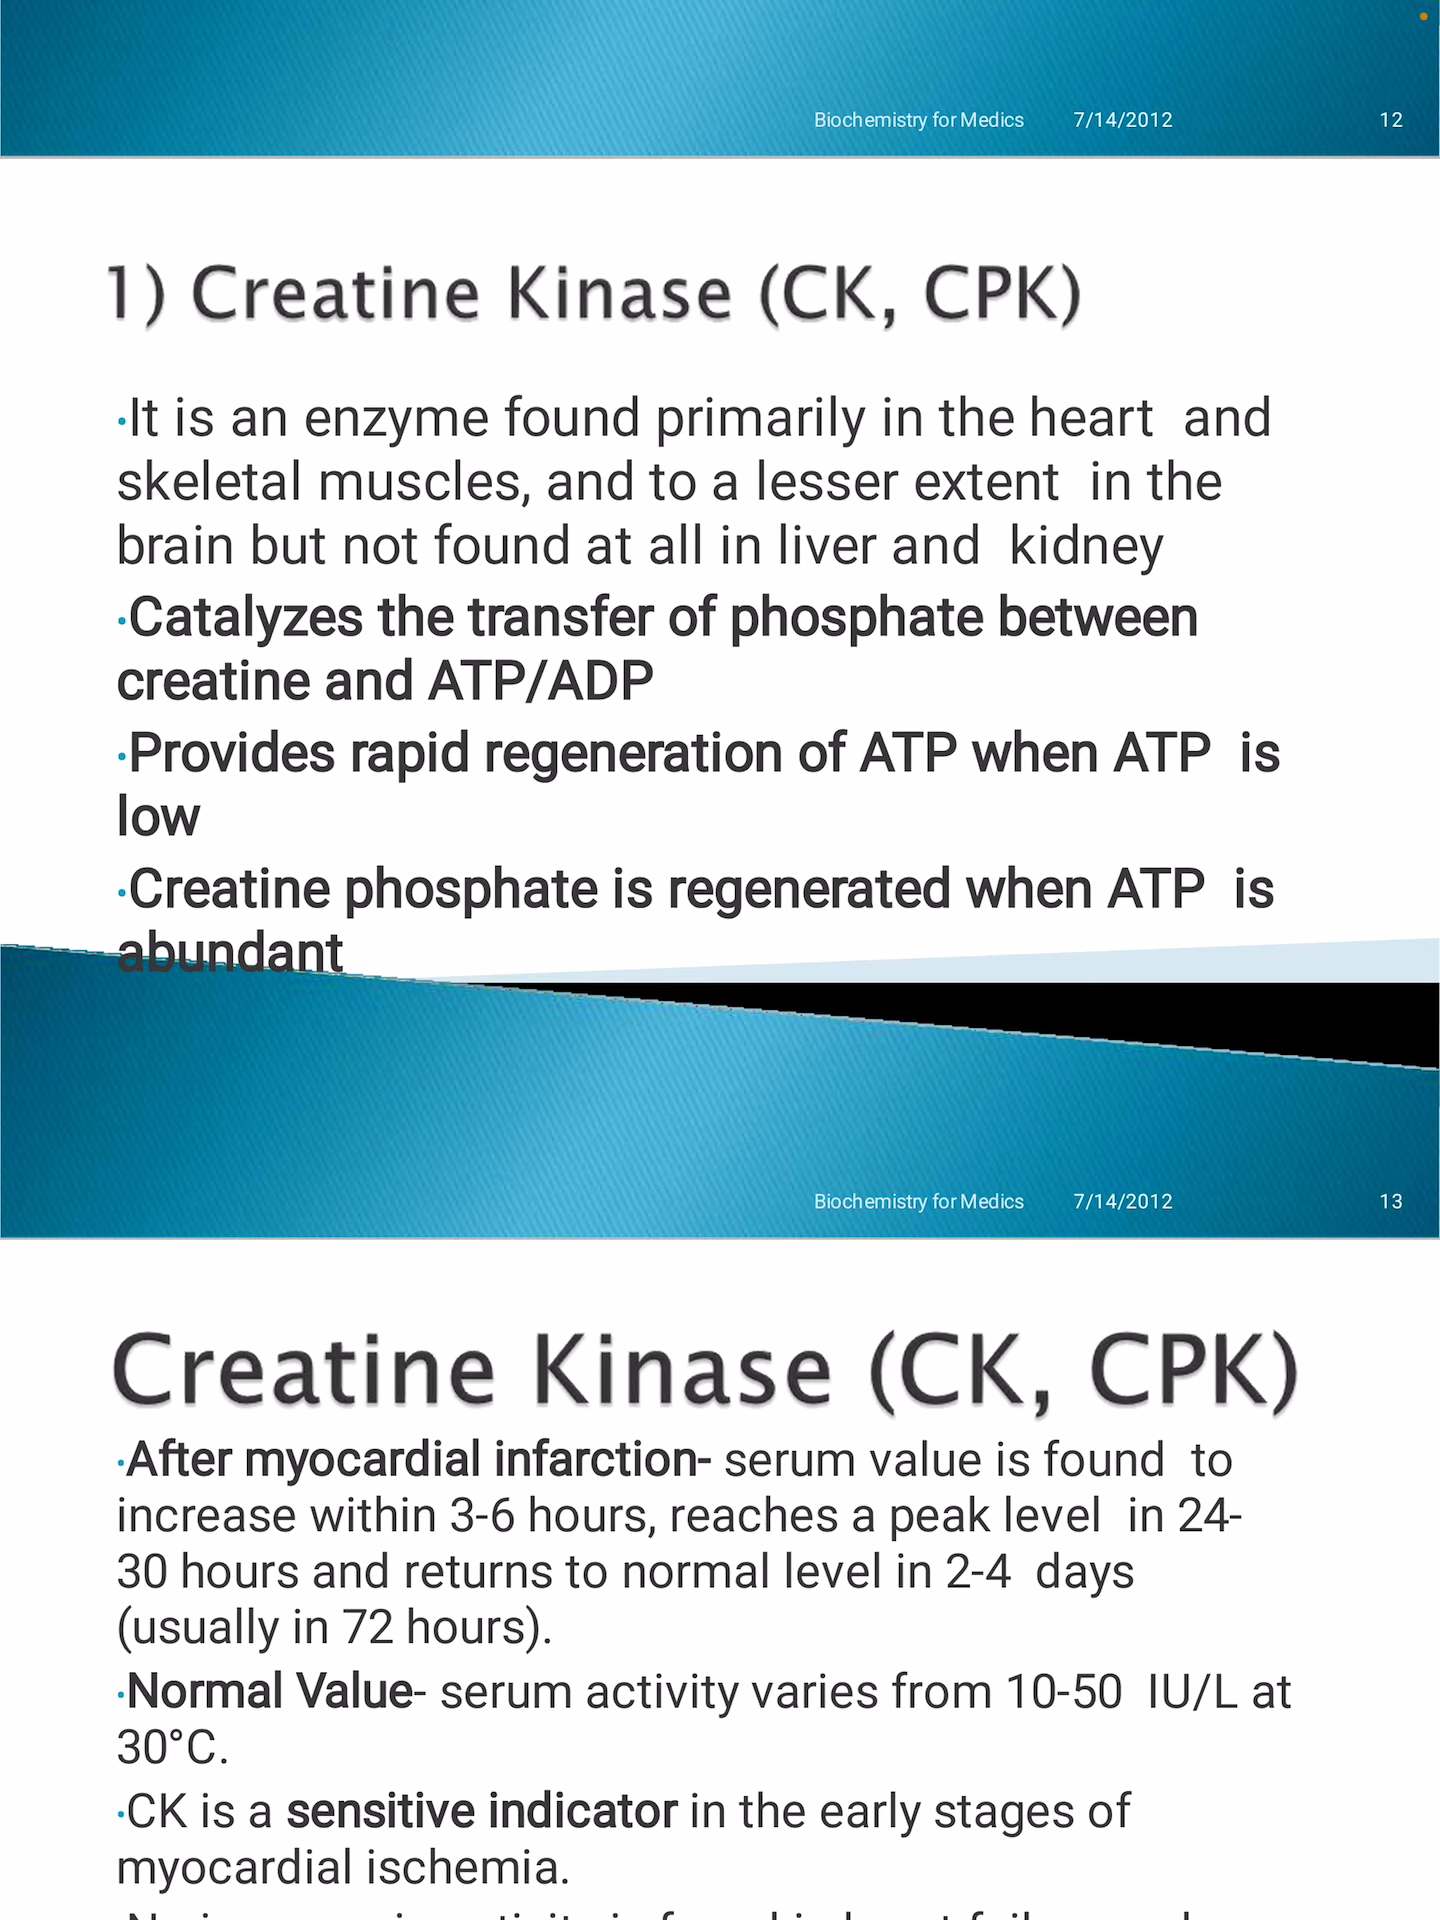 Biochemistry for Medics 7/14/2012 12
1) Creatine Kinase (CK, CPK)
•It is an enzyme found primarily in the heart and
skeletal muscles, and to a lesser extent in the
brain but not found at all in liver and kidney
•Catalyzes the transfer of phosphate between
creatine and ATP/ADP
•Provides rapid regeneration of ATP when ATP is
low
•Creatine phosphate is regenerated when ATP is
abundant
Biochemistry for Medics 7/14/2012 13
Creatine Kinase (CK, CPK)
•After myocardial infarction- serum value is found to
increase within 3-6 hours, reaches a peak level in 24-
30 hours and returns to normal level in 2-4 days
(usually in 72 hours).
•Normal Value- serum activity varies from 10-50 IU/L at
30°C.
•CK is a sensitive indicator in the early stages of
myocardial ischemia.